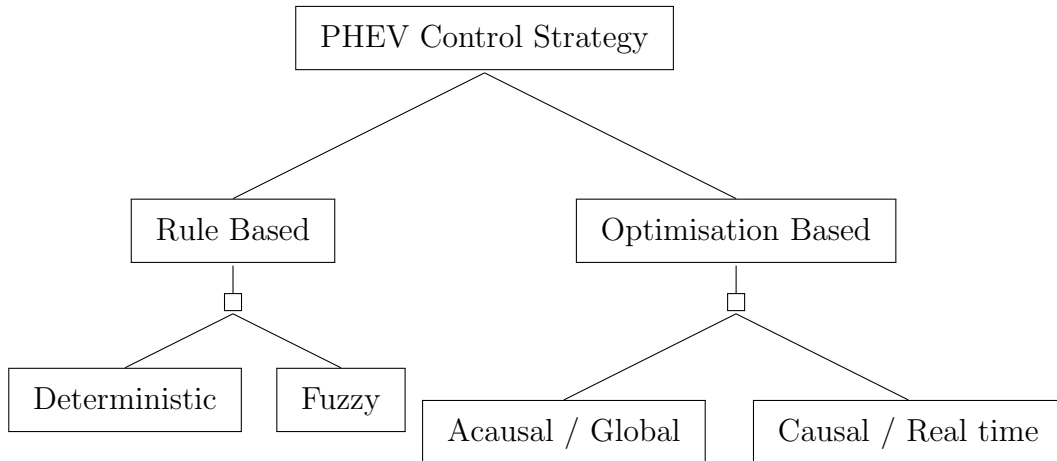 PHEV Control Strategy
Rule Based
Optimisation Based
Deterministic
Fuzzy
Acausal / Global
Causal / Real time